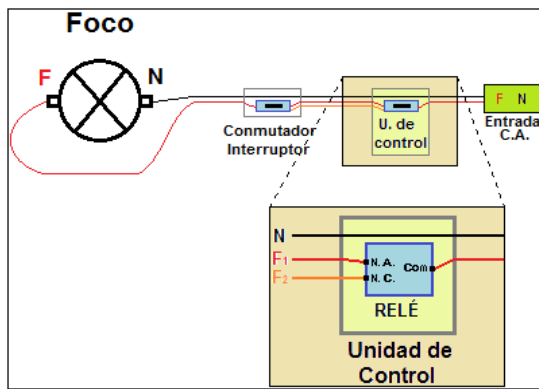 Foco
F
N
Conmutador
Interruptor
U. de
control
F N
Entrada
C.A.
N
F1
F2
N.A.
N.C.
Com
RELÉ
Unidad de
Control